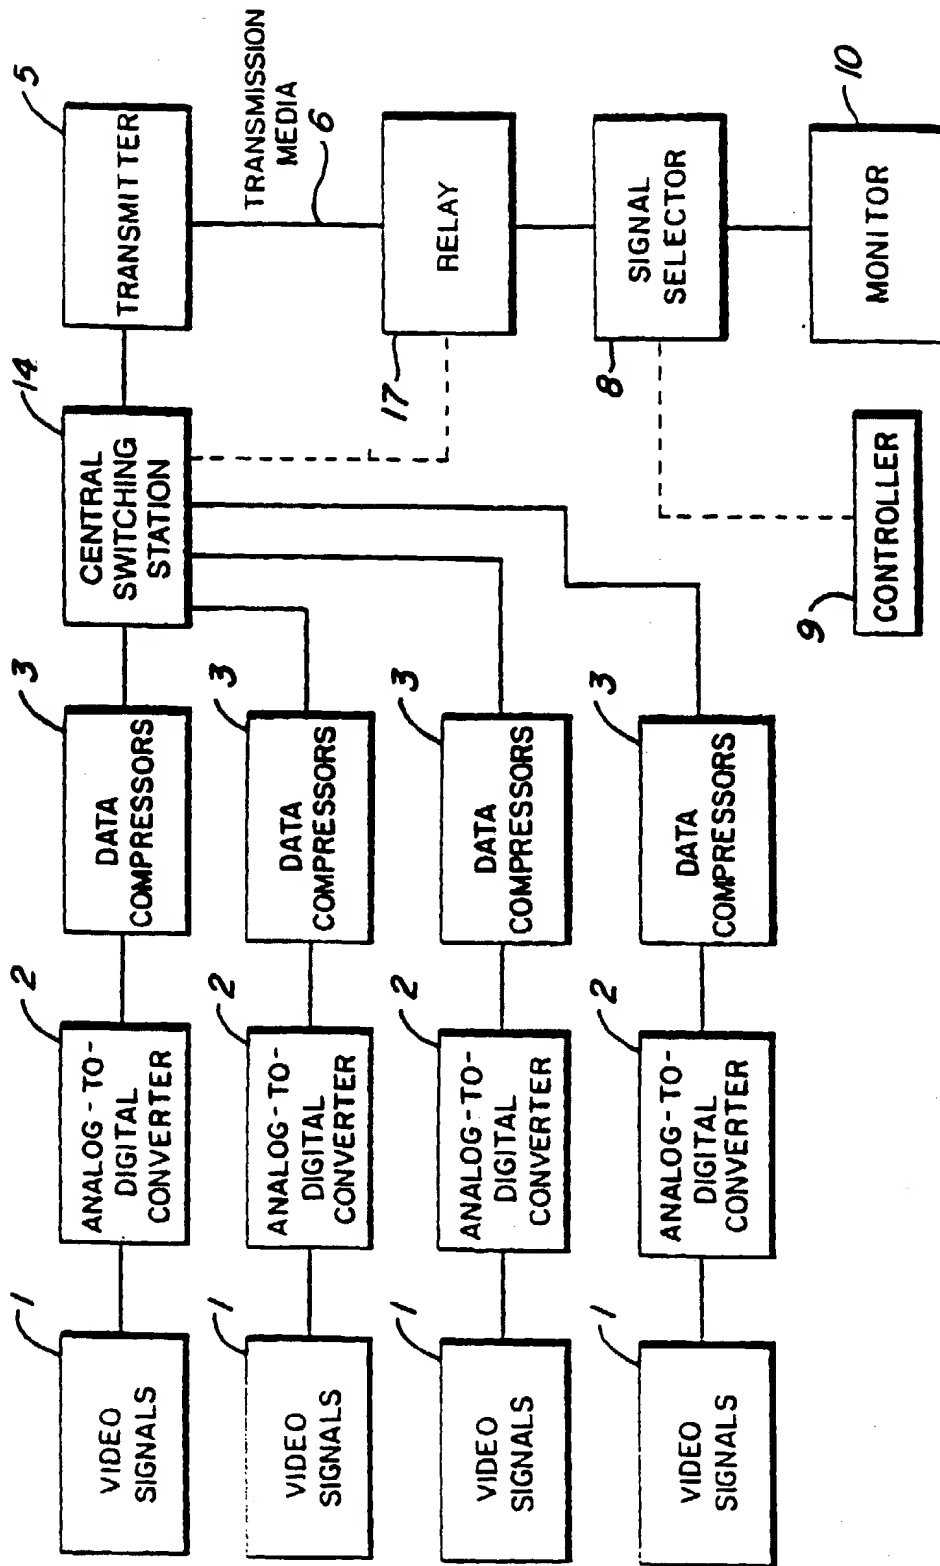 1
VIDEO
SIGNALS
2
ANALOG-TO-
DIGITAL
CONVERTER
3
DATA
COMPRESSORS
14
CENTRAL
SWITCHING
STATION
5
TRANSMITTER
1
VIDEO
SIGNALS
2
ANALOG-TO-
DIGITAL
CONVERTER
3
DATA
COMPRESSORS
TRANSMISSION
MEDIA
6
1
VIDEO
SIGNALS
2
ANALOG-TO-
DIGITAL
CONVERTER
3
DATA
COMPRESSORS
17
RELAY
1
VIDEO
SIGNALS
2
ANALOG-TO-
DIGITAL
CONVERTER
3
DATA
COMPRESSORS
8
SIGNAL
SELECTOR
9
CONTROLLER
10
MONITOR